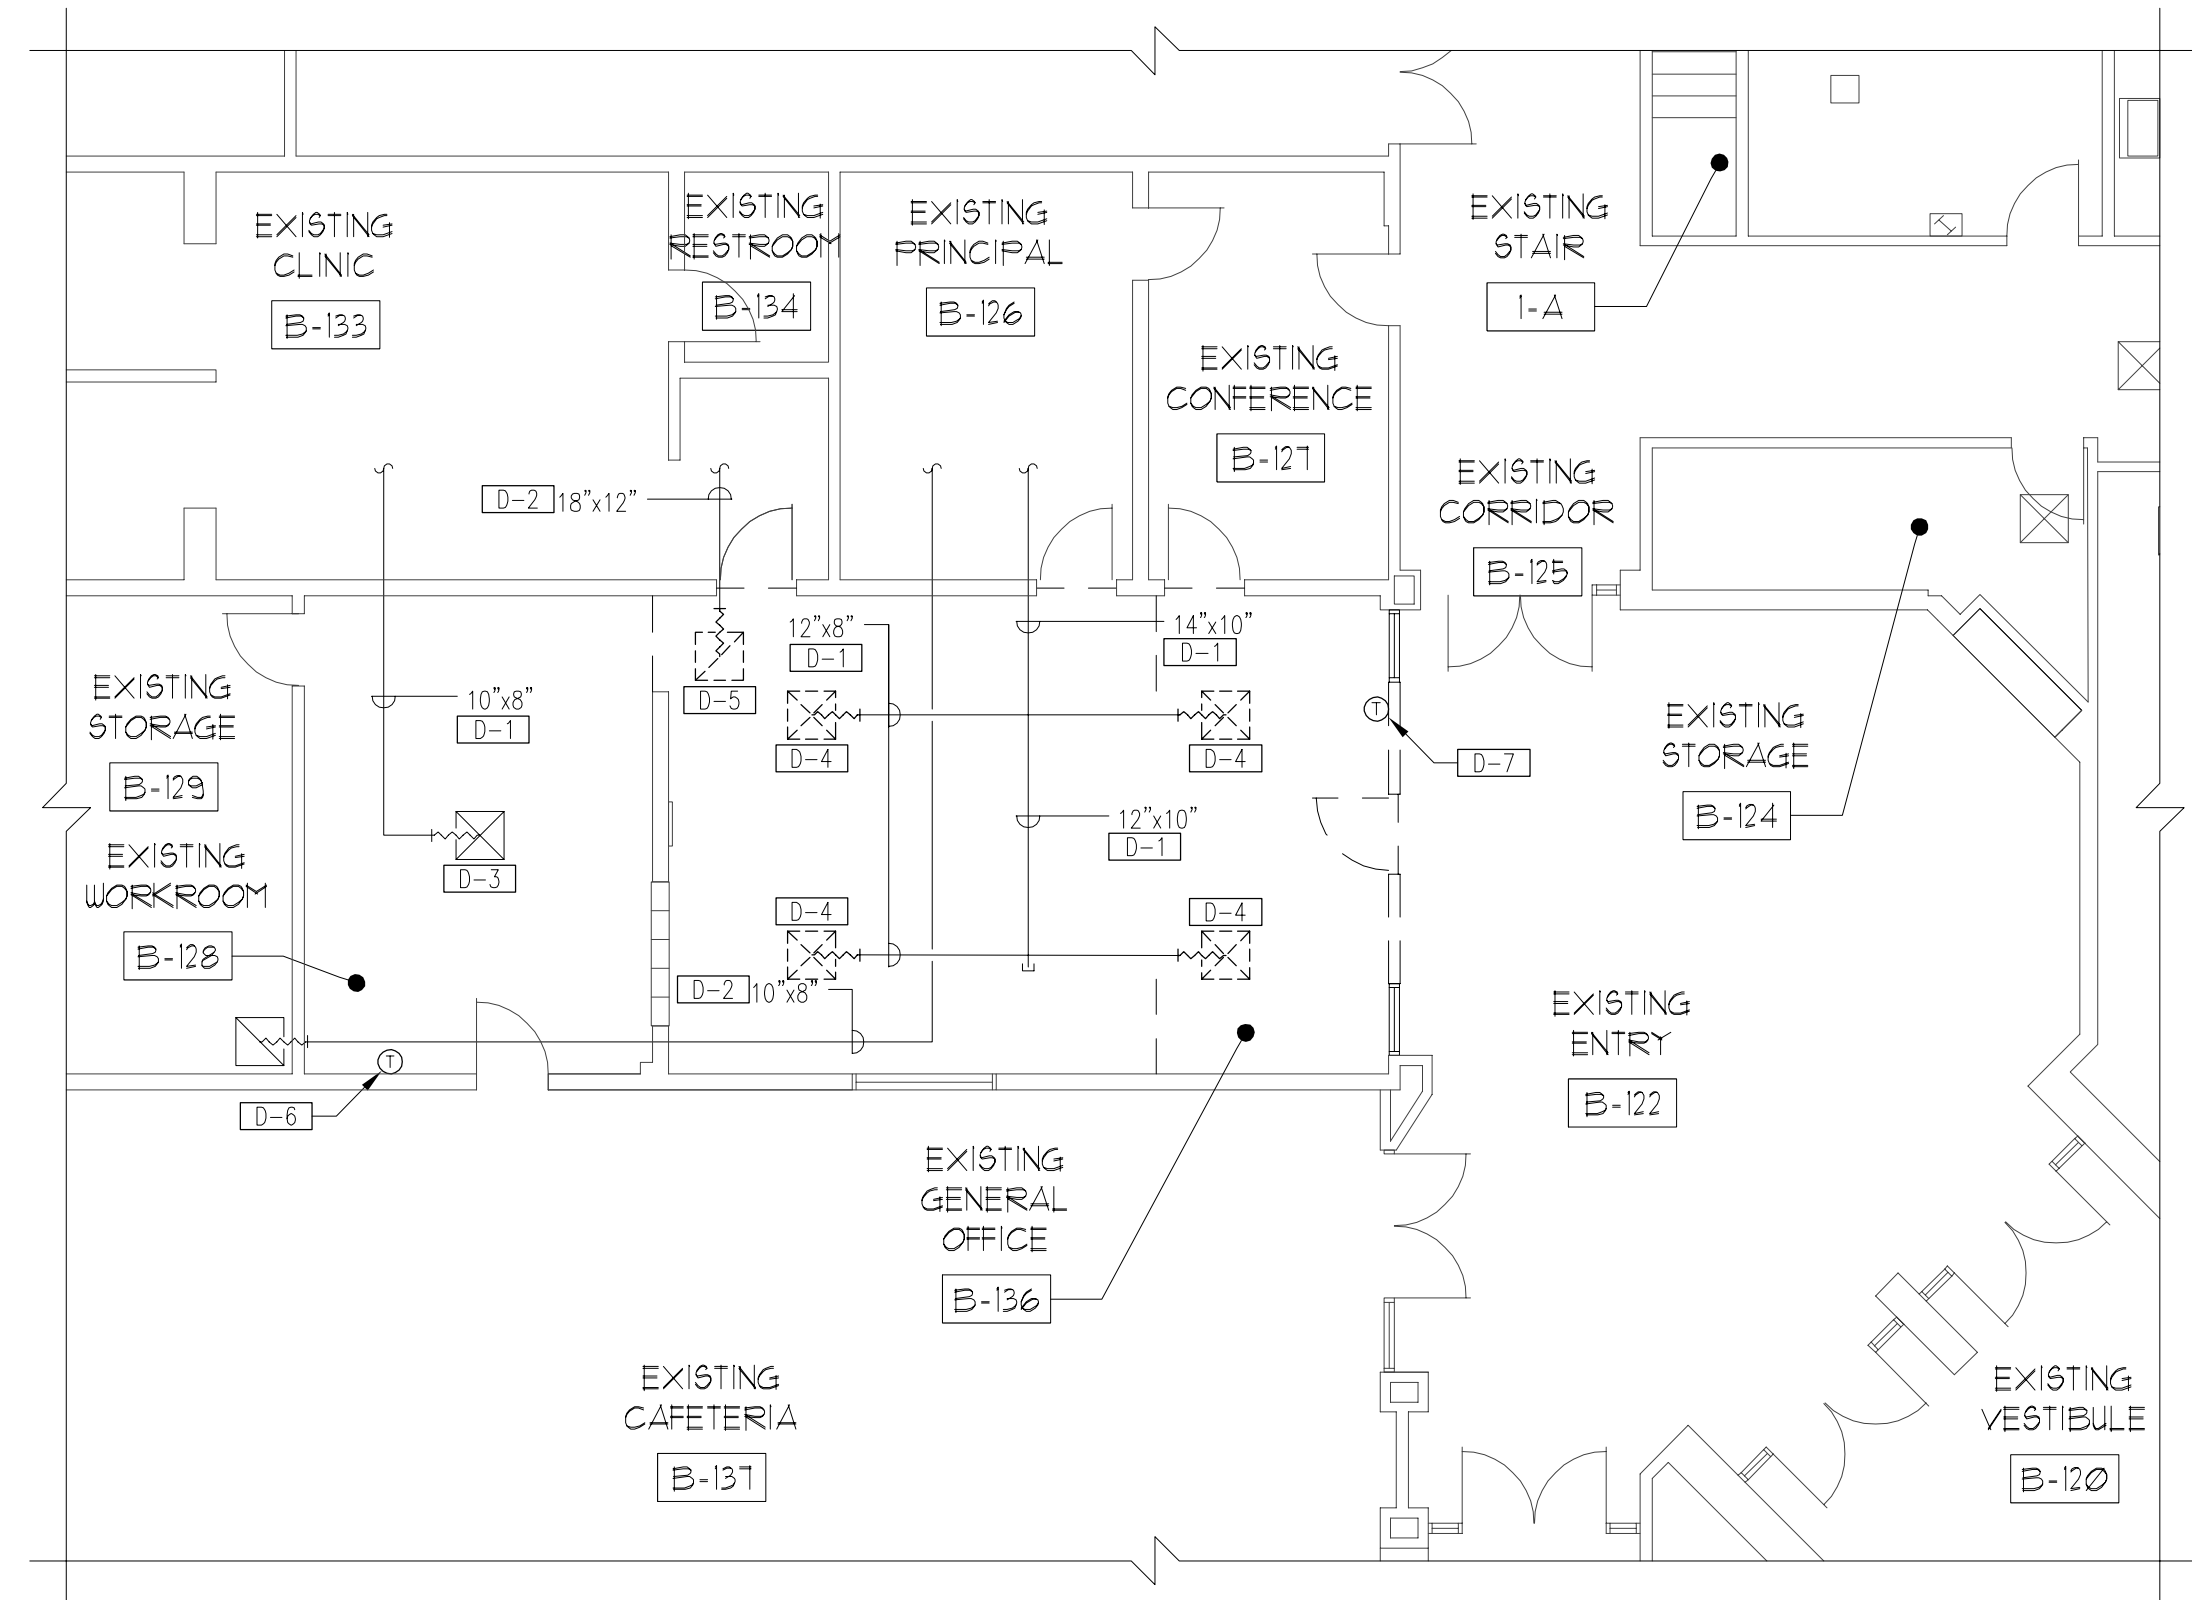 EXISTING
CLINIC
B-133
EXISTING
RESTROOM
B-134
EXISTING
PRINCIPAL
B-126
EXISTING
STAIR
1-A
EXISTING
CONFERENCE
B-127
EXISTING
CORRIDOR
B-125
D-2 18"x12"
12"x8"
D-1
14"x10"
D-1
D-5
10"x8"
D-1
D-4
D-4
T
D-7
EXISTING
STORAGE
B-129
EXISTING
STORAGE
B-124
12"x10"
D-1
EXISTING
WORKROOM
B-128
D-3
D-4
D-4
D-2 10"x8"
T
D-6
EXISTING
ENTRY
B-122
EXISTING
GENERAL
OFFICE
B-136
EXISTING
CAFETERIA
B-137
EXISTING
VESTIBULE
B-120